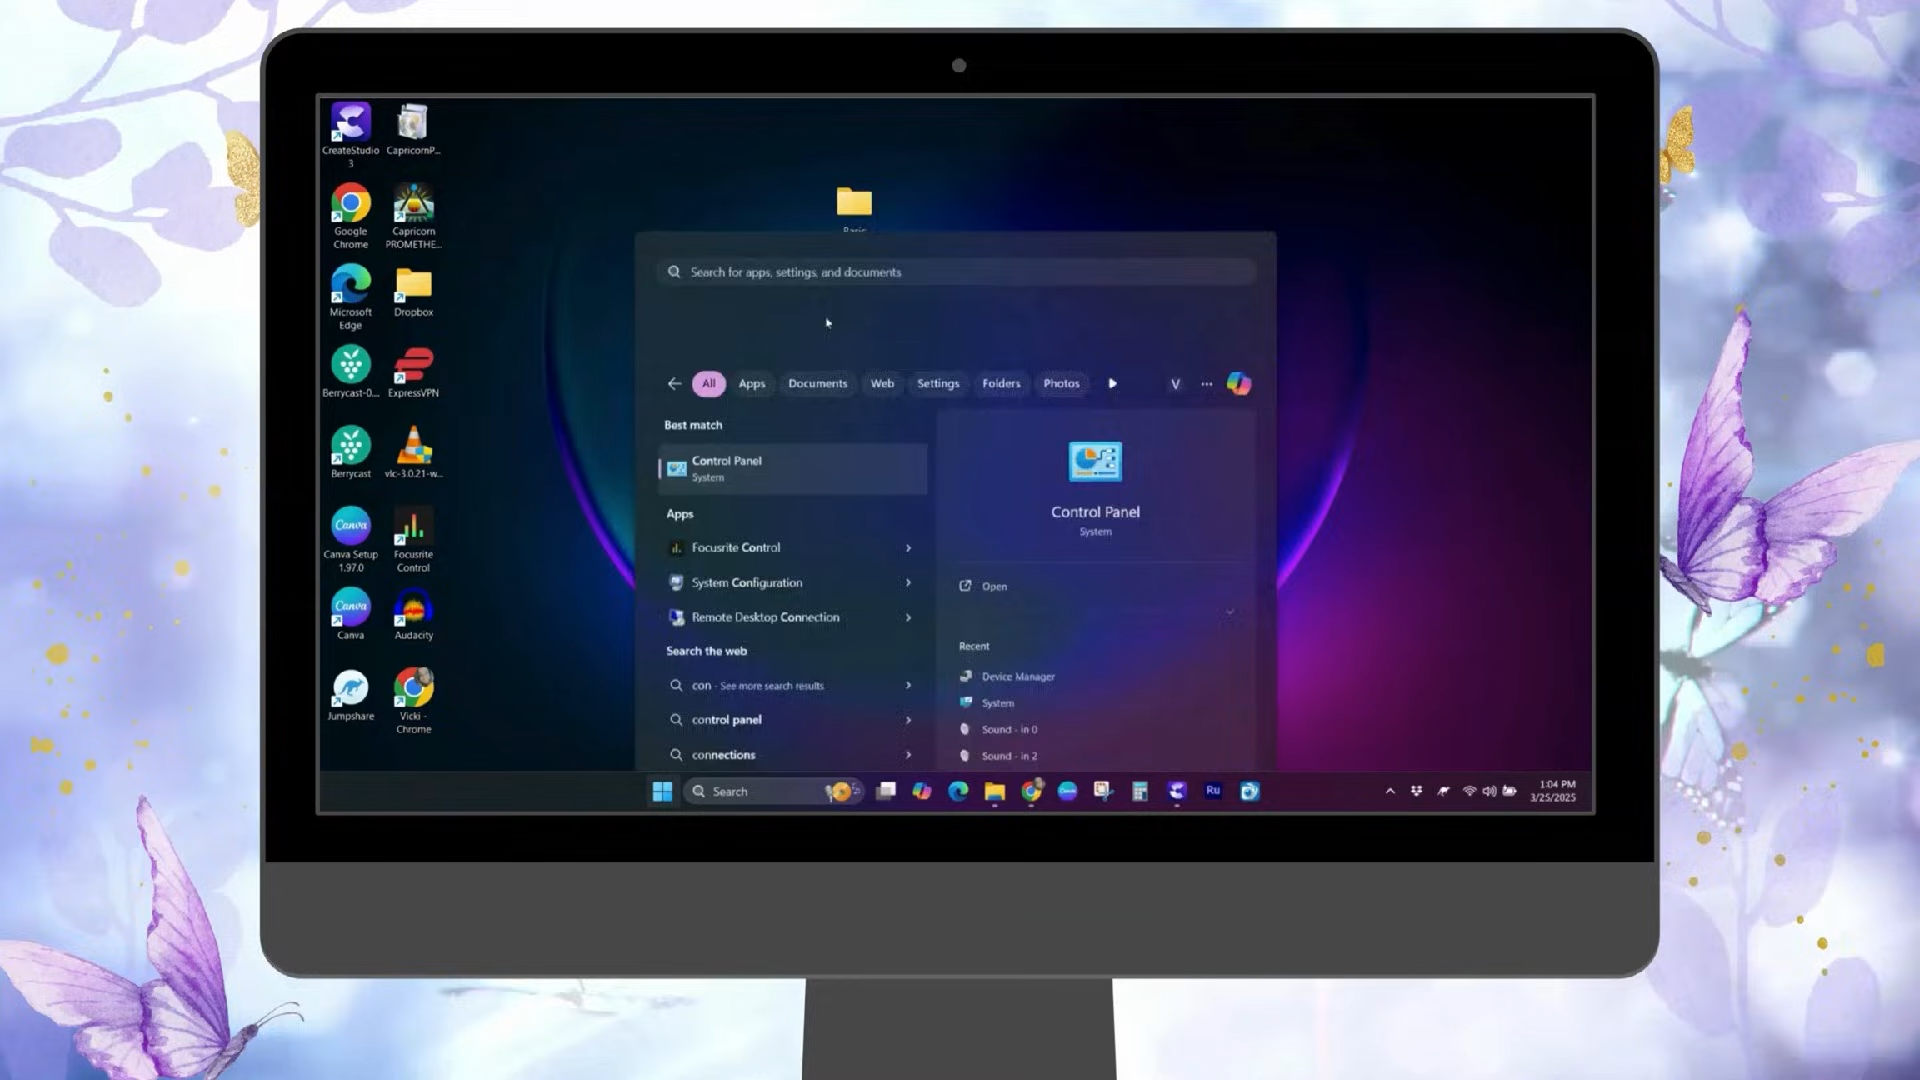 CreateStudio
3
CapricornP...
Google
Chrome
Capricorn
PROMETHE...
Microsoft
Edge
Dropbox
Berrycast-0...
ExpressVPN
Berrycast
vlc-3.0.21-w...
Canva
Canva Setup
1.97.0
Focusrite
Control
Canva
Canva
Audacity
Jumpshare
Vicki -
Chrome
Search for apps, settings, and documents
All
Apps
Documents
Web
Settings
Folders
Photos
V
...
Best match
Control Panel
System
Apps
Focusrite Control
System Configuration
Remote Desktop Connection
Search the web
con - See more search results
control panel
connections
Control Panel
System
Open
Recent
Device Manager
System
Sound - in 0
Sound - in 2
Search
Ru
1:04 PM
3/25/2025